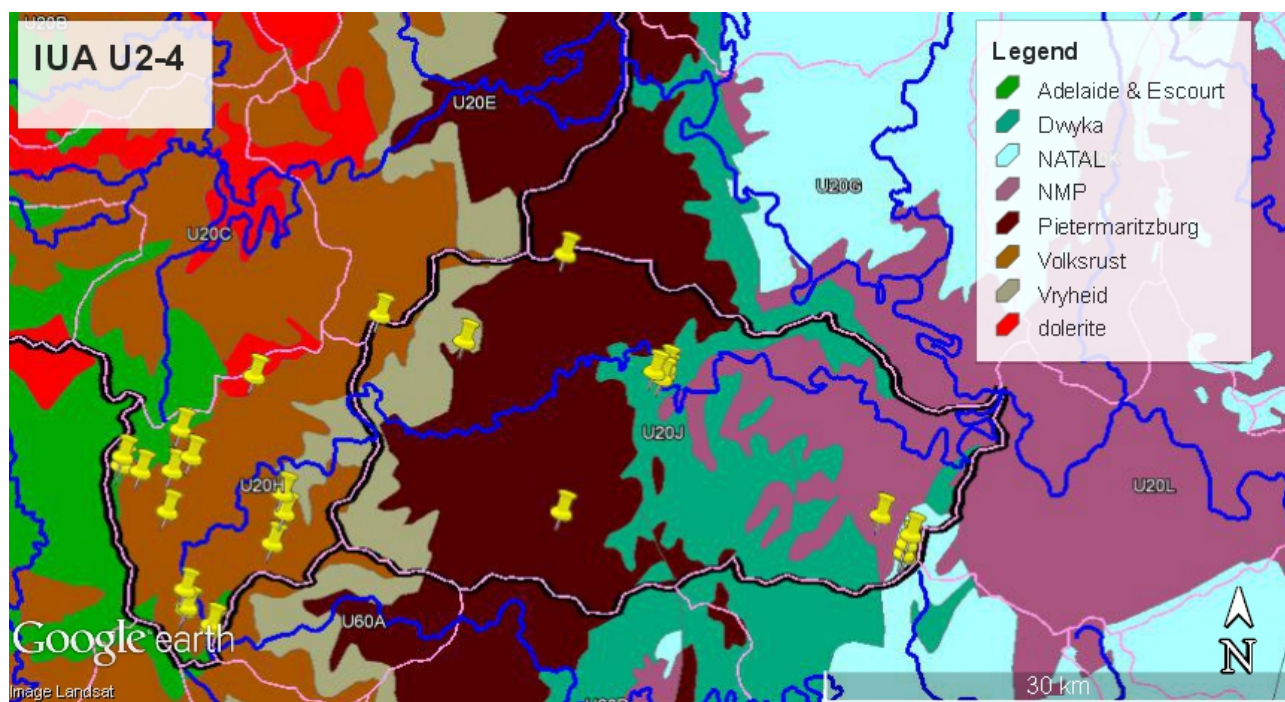 U20B
IUA U2-4
Legend
Adelaide & Escourt
Dwyka
NATAL
NMP
Pietermaritzburg
Volksrust
Vryheid
dolerite
U20E
U20G
U20C
U20J
U20H
U20L
U60A
Google earth
Image Landsat
30 km
N